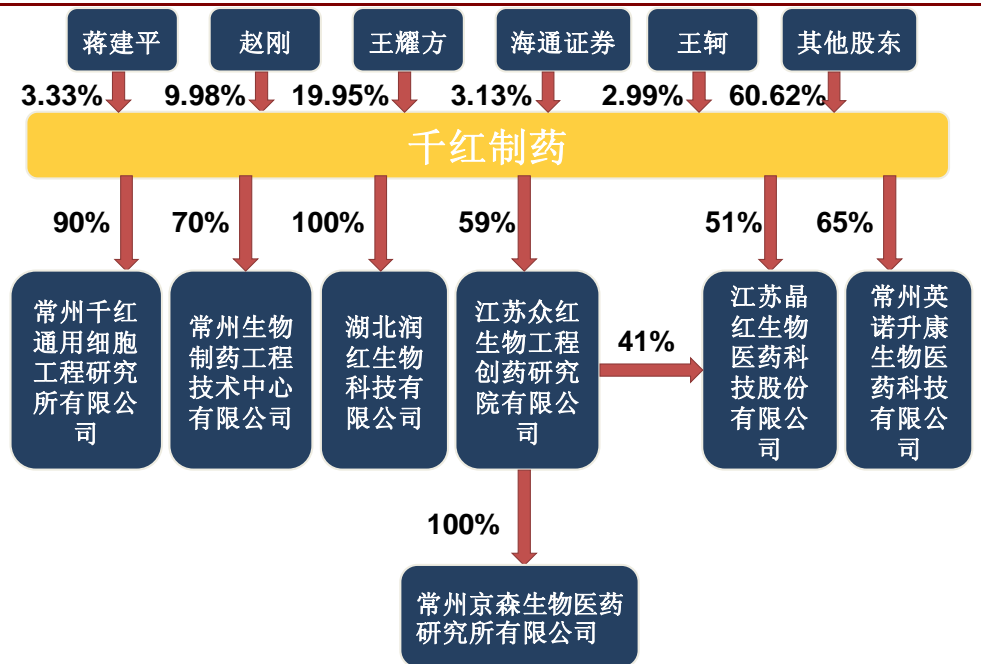 蒋建平
赵刚
王耀方
海通证券
王轲
其他股东
3.33%
9.98%
19.95%
3.13%
2.99%
60.62%
千红制药
90%
70%
100%
59%
51%
65%
常州千红
通用细胞
工程研究
所有限公
司
常州生物
制药工程
技术中心
有限公司
湖北润
红生物
科技有
限公司
江苏众红
生物工程
创药研究
院有限公
司
41%
江苏晶
红生物
医药科
技股份
有限公
司
常州英
诺升康
生物医
药科技
有限公
司
100%
常州京森生物医药
研究所有限公司